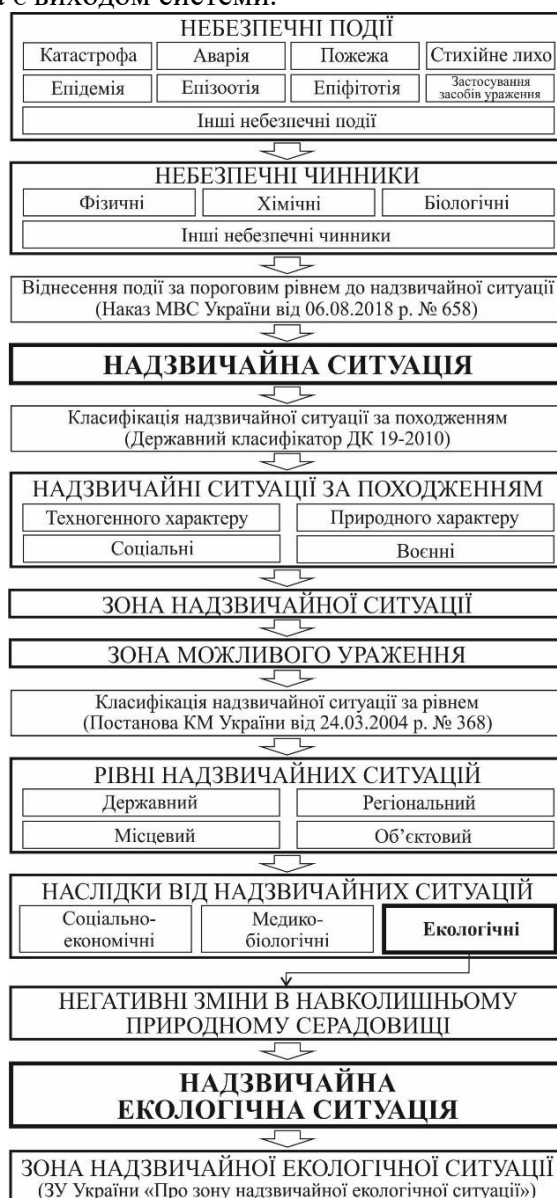 є виходом системи.
НЕБЕЗПЕЧНІ ПОДІЇ
Катастрофа Аварія Пожежа Стихійне лихо
Епідемія Епізоотія Епіфітотія Застосування засобів ураження
Інші небезпечні події
НЕБЕЗПЕЧНІ ЧИННИКИ
Фізичні Хімічні Біологічні
Інші небезпечні чинники
Віднесення події за пороговим рівнем до надзвичайної ситуації
(Наказ МВС України від 06.08.2018 р. № 658)
НАДЗВИЧАЙНА СИТУАЦІЯ
Класифікація надзвичайної ситуації за походженням
(Державний класифікатор ДК 19-2010)
НАДЗВИЧАЙНІ СИТУАЦІЇ ЗА ПОХОДЖЕННЯМ
Техногенного характеру Природного характеру
Соціальні Воєнні
ЗОНА НАДЗВИЧАЙНОЇ СИТУАЦІЇ
ЗОНА МОЖЛИВОГО УРАЖЕННЯ
Класифікація надзвичайної ситуації за рівнем
(Постанова КМ України від 24.03.2004 р. № 368)
РІВНІ НАДЗВИЧАЙНИХ СИТУАЦІЙ
Державний Регіональний
Місцевий Об’єктовий
НАСЛІДКИ ВІД НАДЗВИЧАЙНИХ СИТУАЦІЙ
Соціально-економічні Медико-біологічні Екологічні
НЕГАТИВНІ ЗМІНИ В НАВКОЛИШНЬОМУ
ПРИРОДНОМУ СЕРАДОВИЩІ
НАДЗВИЧАЙНА
ЕКОЛОГІЧНА СИТУАЦІЯ
ЗОНА НАДЗВИЧАЙНОЇ ЕКОЛОГІЧНОЇ СИТУАЦІЇ
(ЗУ України «Про зону надзвичайної екологічної ситуації»)